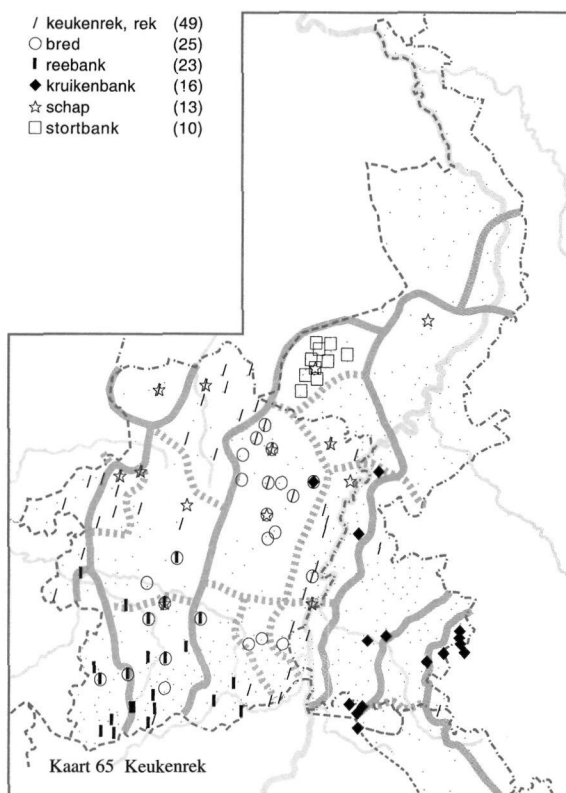 keukenrek, rek (49)
bred (25)
reebank (23)
kruikenbank (16)
schap (13)
stortbank (10)
Kaart 65 Keukenrek